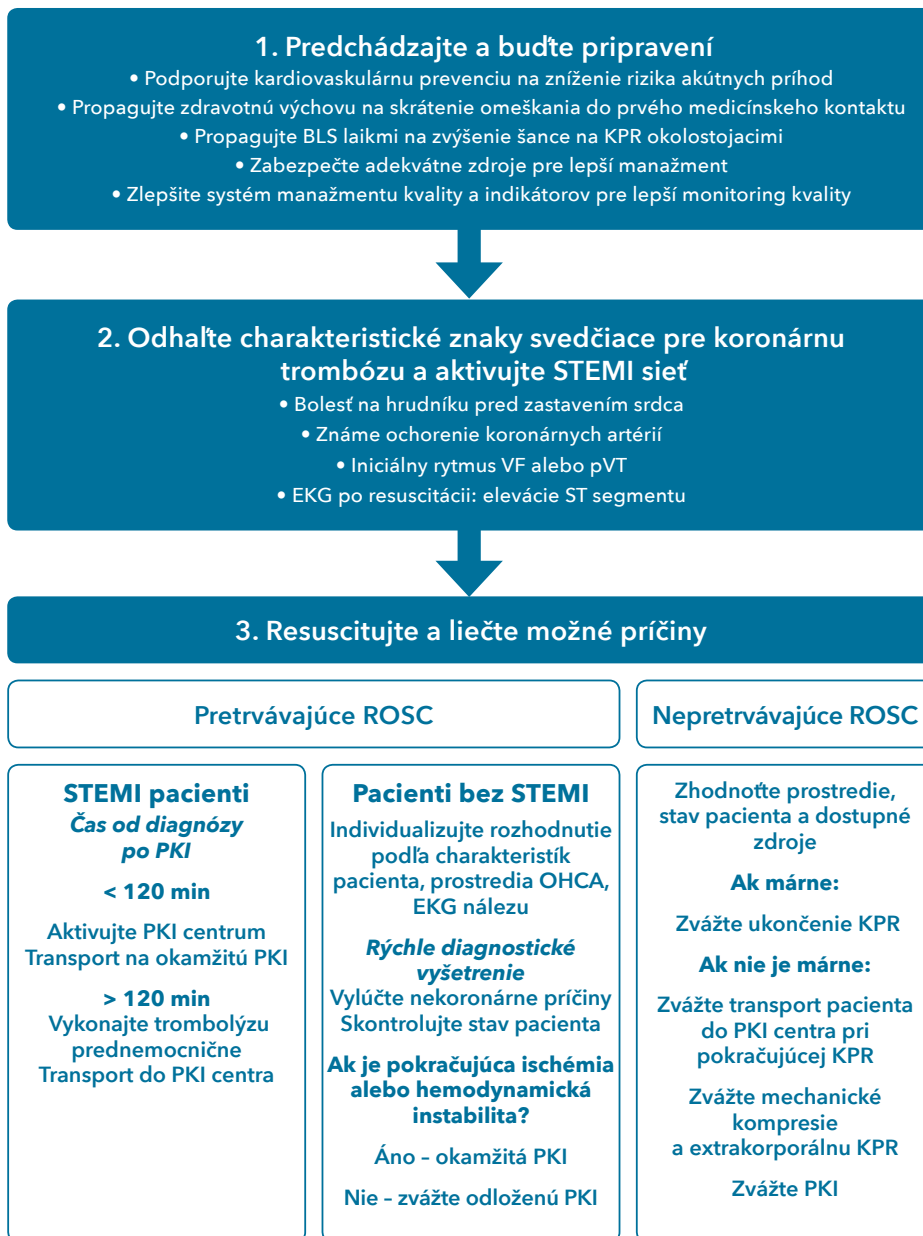 1. Predchádzajte a buďte pripravení
• Podporujte kardiovaskulárnu prevenciu na zníženie rizika akútnych príhod
• Propagujte zdravotnú výchovu na skrátenie omeškania do prvého medicínskeho kontaktu
• Propagujte BLS laikmi na zvýšenie šance na KPR okolostojacimi
• Zabezpečte adekvátne zdroje pre lepší manažment
• Zlepšite systém manažmentu kvality a indikátorov pre lepší monitoring kvality
2. Odhaľte charakteristické znaky svedčiace pre koronárnu
trombózu a aktivujte STEMI sieť
• Bolesť na hrudníku pred zastavením srdca
• Známe ochorenie koronárnych artérií
• Iniciálny rytmus VF alebo pVT
• EKG po resuscitácii: elevácie ST segmentu
3. Resuscitujte a liečte možné príčiny
Pretrvávajúce ROSC
STEMI pacienti
Čas od diagnózy
po PKI
< 120 min
Aktivujte PKI centrum
Transport na okamžitú PKI
> 120 min
Vykonajte trombolýzu
prednemocnične
Transport do PKI centra
Pacienti bez STEMI
Individualizujte rozhodnutie
podľa charakteristík
pacienta, prostredia OHCA,
EKG nálezu
Rýchle diagnostické
vyšetrenie
Vylúčte nekoronárne príčiny
Skontrolujte stav pacienta
Ak je pokračujúca ischémia
alebo hemodynamická
instabilita?
Áno – okamžitá PKI
Nie – zvážte odloženú PKI
Nepretrvávajúce ROSC
Zhodnoťte prostredie,
stav pacienta a dostupné
zdroje
Ak márne:
Zvážte ukončenie KPR
Ak nie je márne:
Zvážte transport pacienta
do PKI centra pri
pokračujúcej KPR
Zvážte mechanické
kompresie
a extrakorporálnu KPR
Zvážte PKI